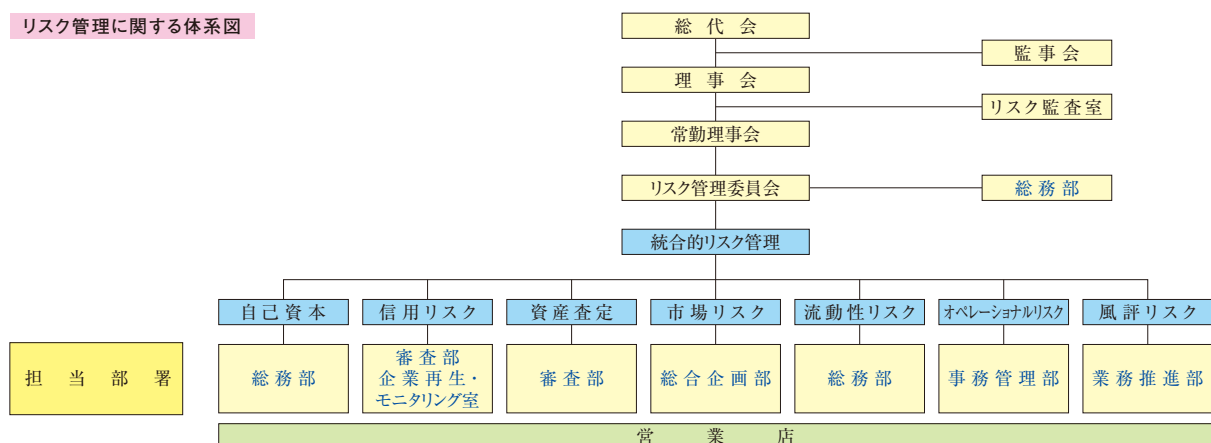 リスク管理に関する体系図
総代会
監事会
理事会
リスク監査室
常勤理事会
リスク管理委員会
総務部
統合的リスク管理
自己資本
信用リスク
資産査定
市場リスク
流動性リスク
オペレーショナルリスク
風評リスク
担当部署
総務部
審査部
企業再生・
モニタリング室
審査部
総合企画部
総務部
事務管理部
業務推進部
営業店